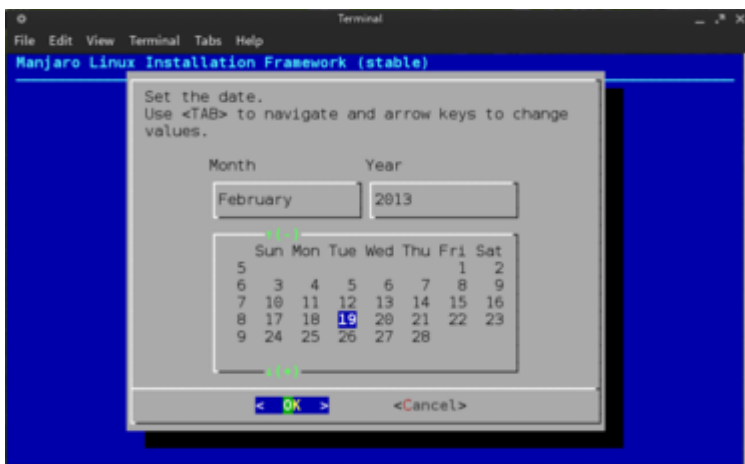 Terminal
File Edit View Terminal Tabs Help
Manjaro Linux Installation Framework (stable)
Set the date.
Use <TAB> to navigate and arrow keys to change
values.
Month Year
February 2013
Sun Mon Tue Wed Thu Fri Sat
5 1 2
6 3 4 5 6 7 8 9
7 10 11 12 13 14 15 16
8 17 18 19 20 21 22 23
9 24 25 26 27 28
< OK > <Cancel>